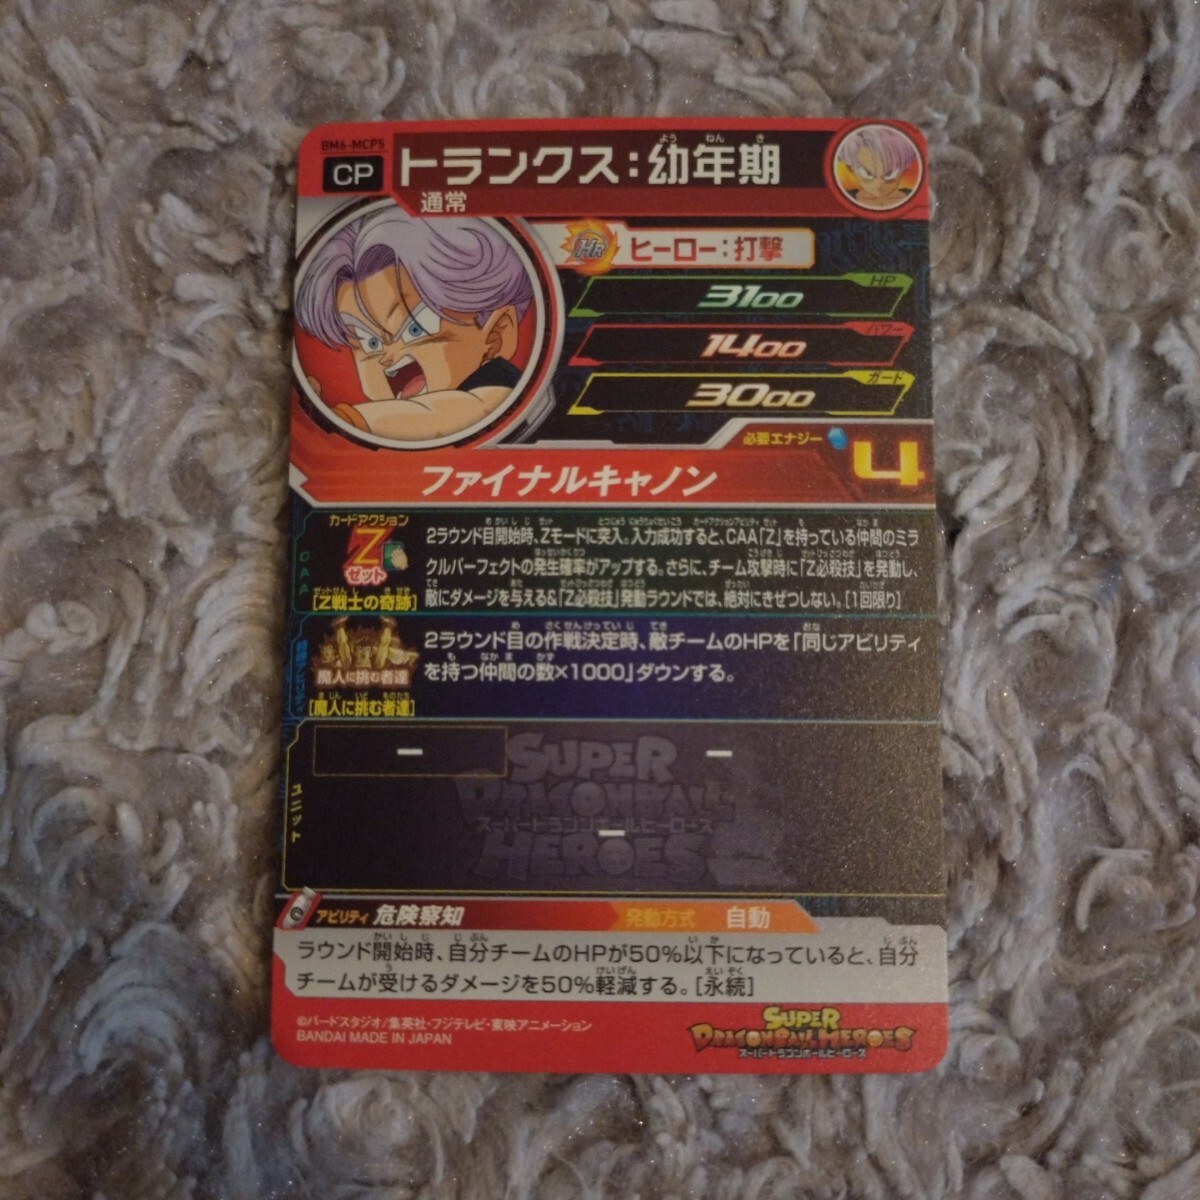 BM6-MCP5
CP
トランクス：幼年期
よう ねん き
通常
HR
ヒーロー：打撃
HP
3100
パワー
1400
ガード
3000
必要エナジー
4
ファイナルキャノン
カードアクション
Z
ゼット
[Z戦士の奇跡]
CAA
2ラウンド開始時、Zモードに突入。入力成功すると、CAA「Z」を持っている仲間のミラ
クルパーフェクトの発生確率がアップする。さらに、チーム攻撃時に「Z必殺技」を発動し、
敵にダメージを与える&「Z必殺技」発動ラウンドでは、絶対にきぜつしない。[1回限り]
魔人に挑む者達
[魔人に挑む者達]
2ラウンド目の作戦決定時、敵チームのHPを「同じアビリティ
を持つ仲間の数×1000」ダウンする。
ユニット
ー
ー
ー
SUPER
DRAGONBALL
スーパードラゴンボールヒーローズ
HEROES
アビリティ 危険察知
発動方式 自動
ラウンド開始時、自分チームのHPが50%以下になっていると、自分
チームが受けるダメージを50%軽減する。[永続]
©バードスタジオ/集英社・フジテレビ・東映アニメーション
BANDAI MADE IN JAPAN
SUPER
DRAGONBALL HEROES
スーパードラゴンボールヒーローズ